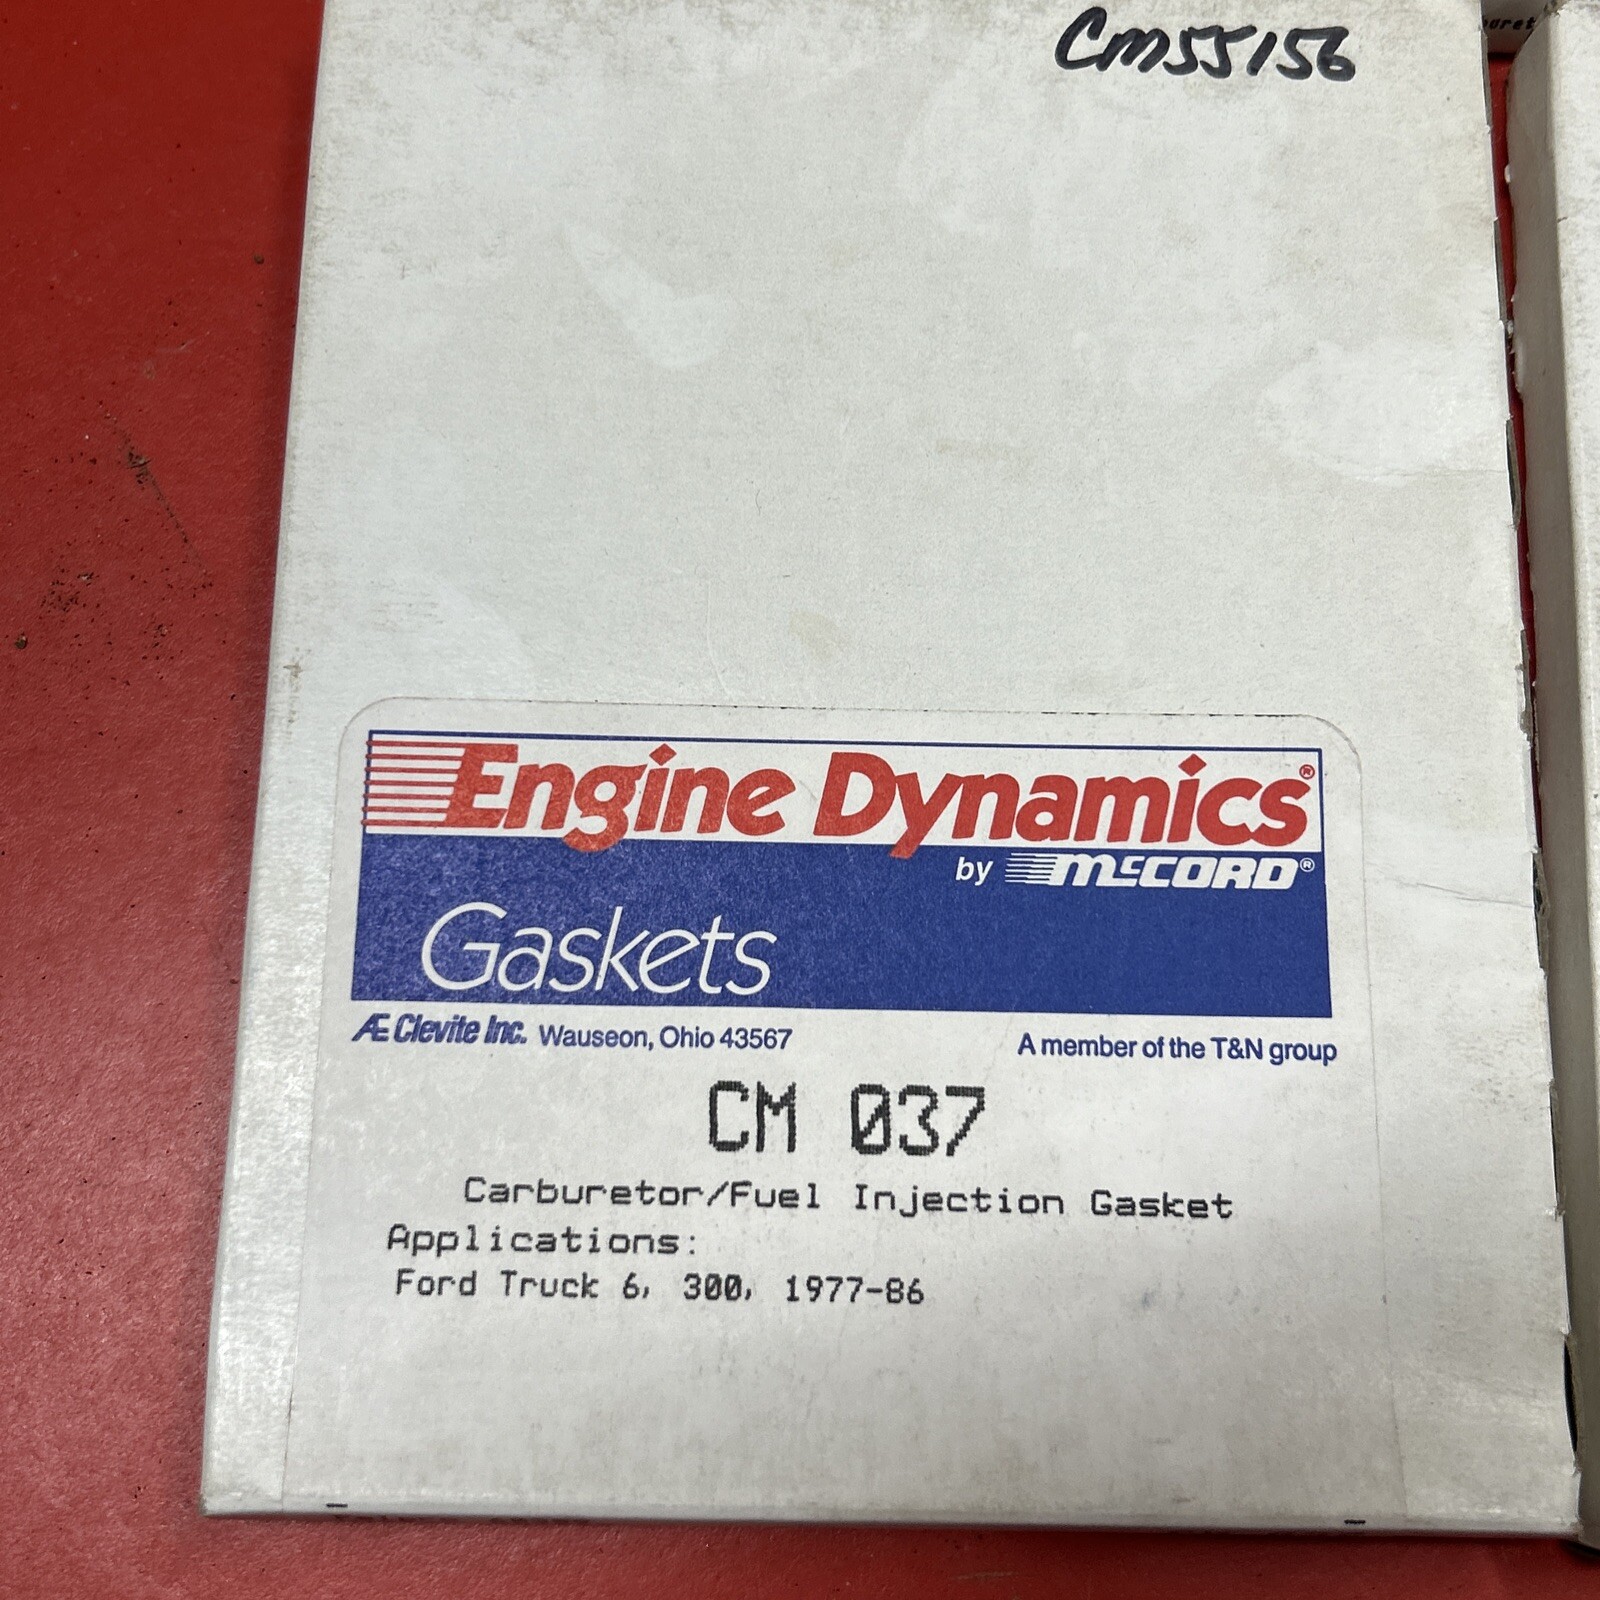 Cm55156
Engine Dynamics®
by McCORD®
Gaskets
Æ Clevite Inc. Wauseon, Ohio 43567
A member of the T&N group
CM 037
Carburetor/Fuel Injection Gasket
Applications:
Ford Truck 6, 300, 1977-86